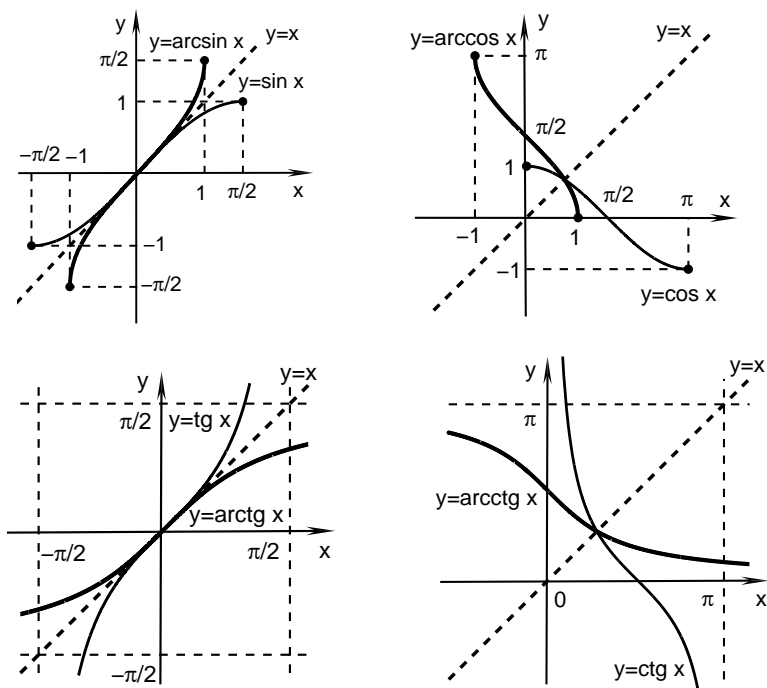 y
y=arcsin x
y=x
π/2
y=sin x
1
−π/2 −1
1 π/2 x
−1
−π/2
y
y=arccos x
π
y=x
π/2
1
π/2
π x
−1
1
−1
y=cos x
y
y=x
π/2
y=tg x
y=arctg x
−π/2
π/2
x
−π/2
y
y=x
π
y=arcctg x
0
π
x
y=ctg x